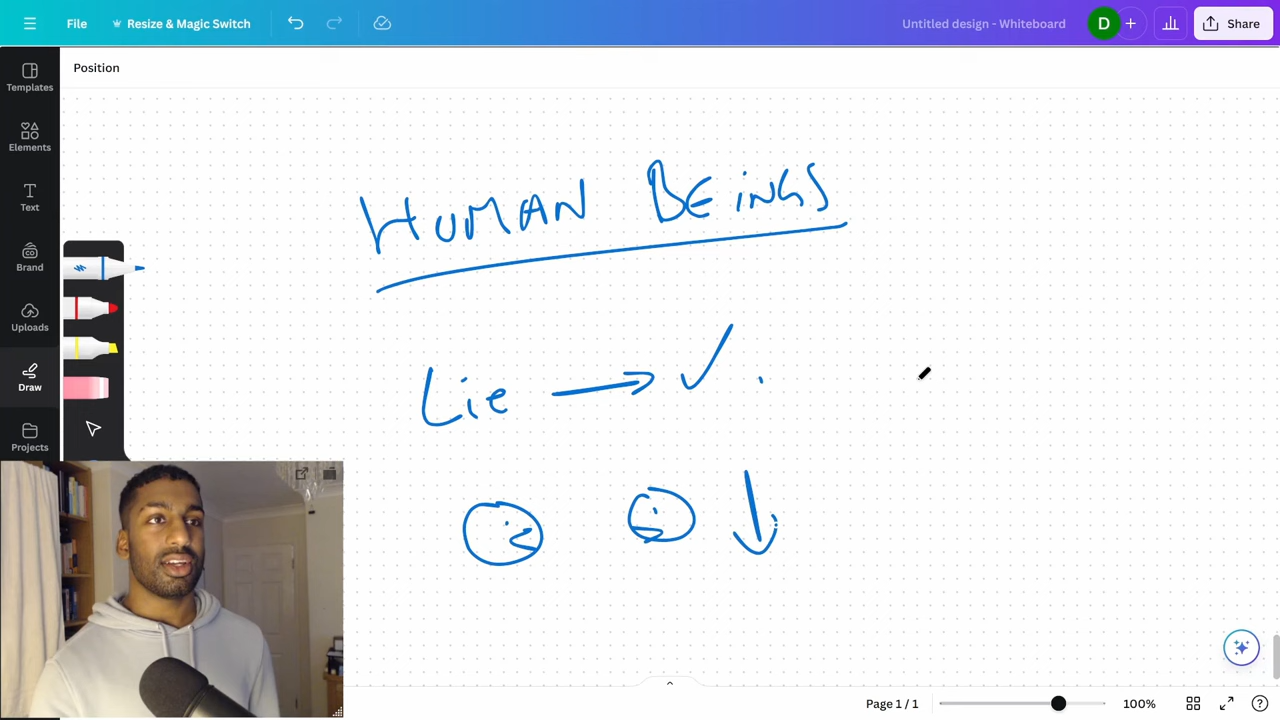 File
Resize & Magic Switch
Untitled design - Whiteboard
D
Share
Position
Templates
Elements
Text
Brand
Uploads
Draw
Projects
HUMAN BEiNGS
Lie
Page 1 / 1
100%